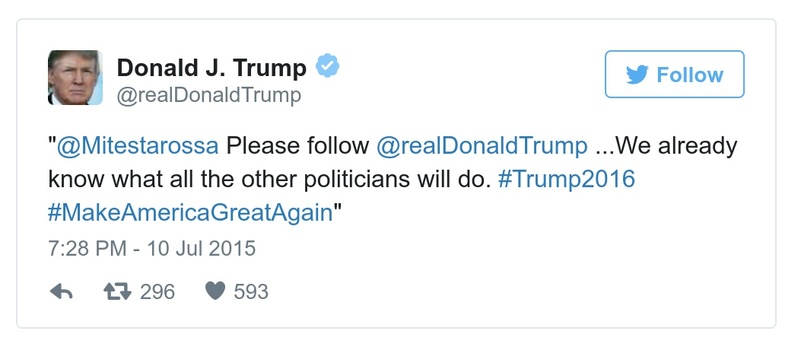 Donald J. Trump
@realDonaldTrump
Follow
"@Mitestarossa Please follow @realDonaldTrump ...We already
know what all the other politicians will do. #Trump2016
#MakeAmericaGreatAgain"
7:28 PM - 10 Jul 2015
296 593